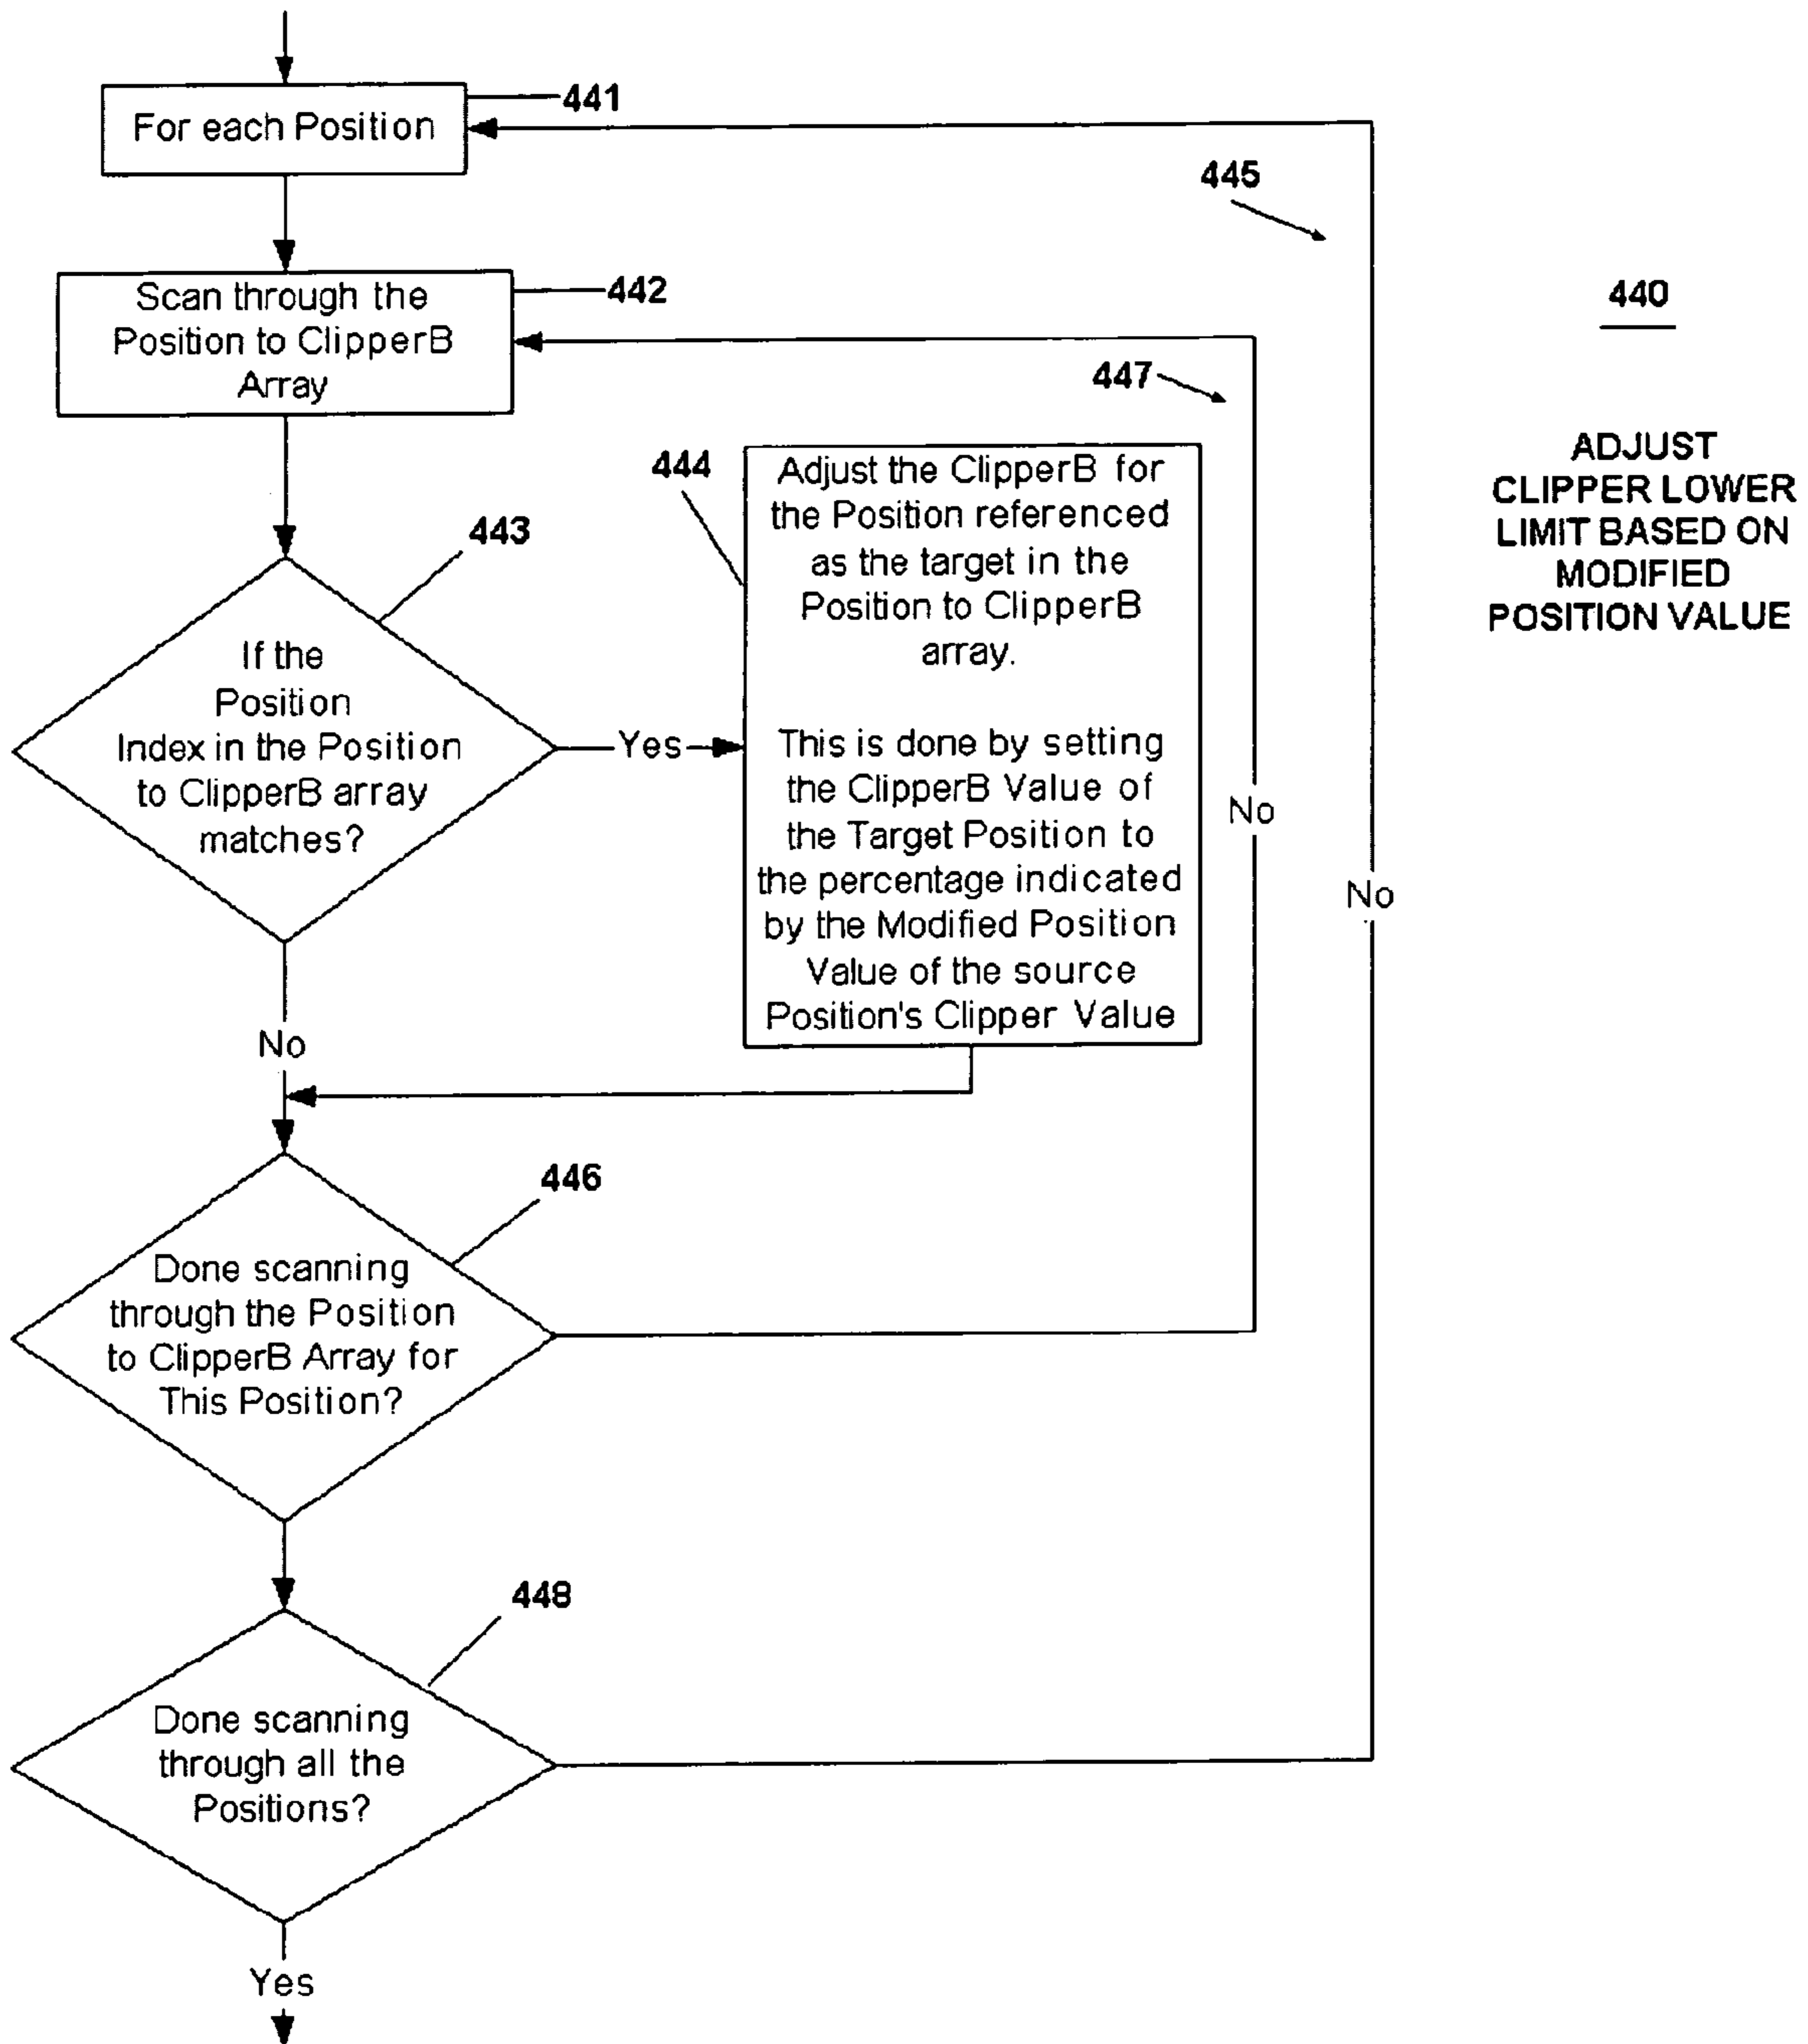 441
For each Position
445
442
Scan through the
Position to ClipperB
Array
440
447
ADJUST
CLIPPER LOWER
LIMIT BASED ON
MODIFIED
POSITION VALUE
444
Adjust the ClipperB for
the Position referenced
as the target in the
Position to ClipperB
array.
This is done by setting
the ClipperB Value of
the Target Position to
the percentage indicated
by the Modified Position
Value of the source
Position's Clipper Value
443
If the
Position
Index in the Position
to ClipperB array
matches?
Yes
No
No
No
446
Done scanning
through the Position
to ClipperB Array for
This Position?
448
Done scanning
through all the
Positions?
Yes